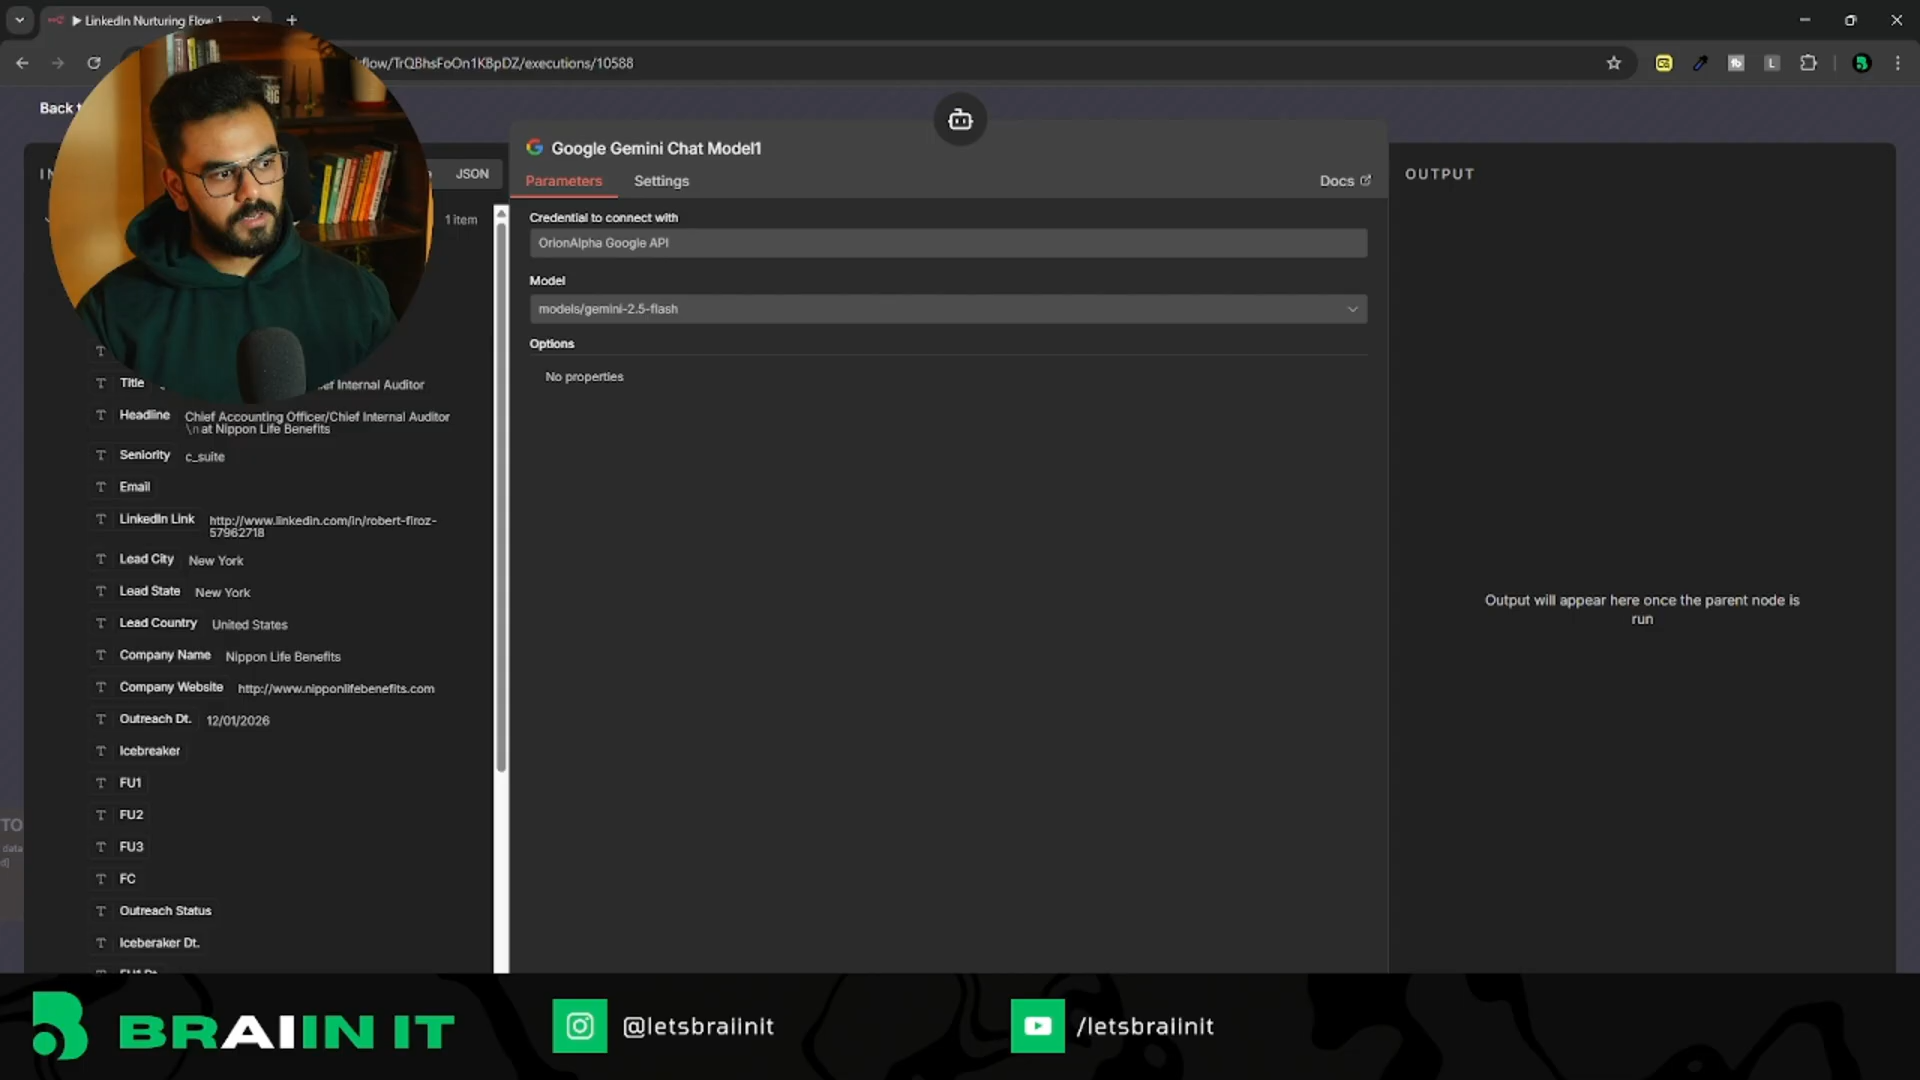 LinkedIn Nurturing Flow 1
flow/TrQBhsFoOn1KBpDZ/executions/10588
Back
Google Gemini Chat Model1
JSON
Parameters
Settings
Docs
OUTPUT
1 item
Credential to connect with
OrionAlpha Google API
Model
models/gemini-2.5-flash
Options
No properties
Title
Internal Auditor
Headline
Chief Accounting Officer/Chief Internal Auditor
\n at Nippon Life Benefits
Seniority
c_suite
Email
LinkedIn Link
http://www.linkedin.com/in/robert-firoz-
57962718
Lead City
New York
Lead State
New York
Lead Country
United States
Company Name
Nippon Life Benefits
Company Website
http://www.nipponlifebenefits.com
Outreach Dt.
12/01/2026
Icebreaker
FU1
FU2
FU3
FC
Outreach Status
Iceberaker Dt.
FU1 Dt.
Output will appear here once the parent node is
run
TO
data
BRAIIN IT
@letsbraiinit
/letsbraiinit